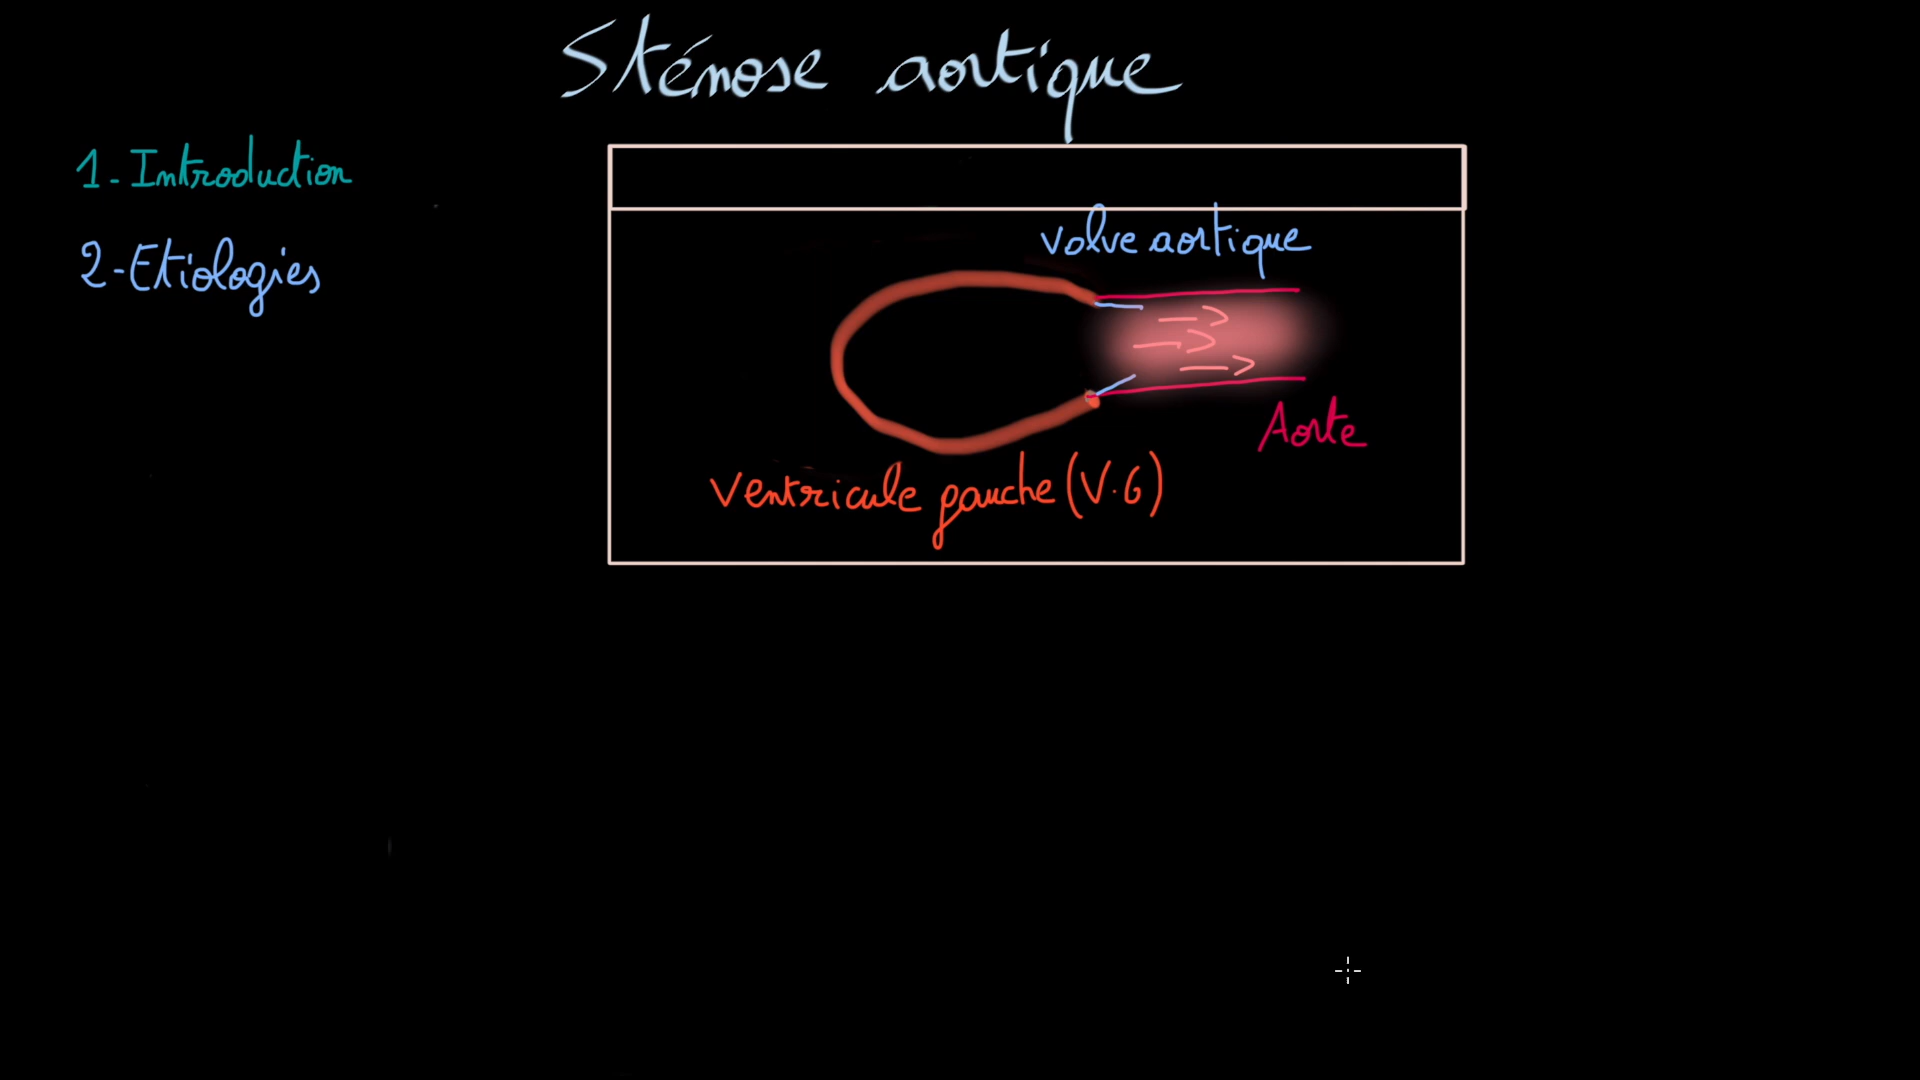 Sténose aortique
1-Introduction
2-Etiologies
valve aortique
Aorte
Ventricule gauche (V.G)